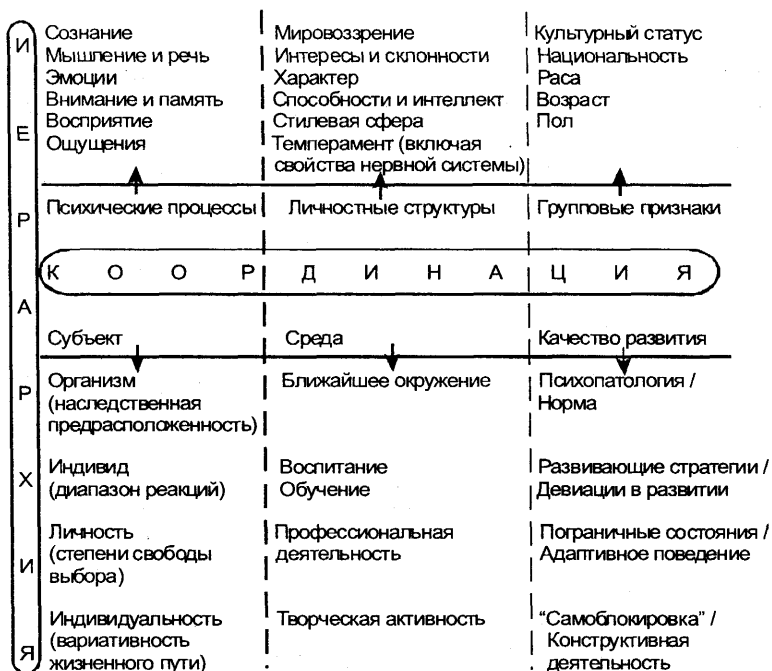 И Е Р А Р Х И Я
Сознание
Мышление и речь
Эмоции
Внимание и память
Восприятие
Ощущения
Психические процессы
Мировоззрение
Интересы и склонности
Характер
Способности и интеллект
Стилевая сфера
Темперамент (включая
свойства нервной системы)
Личностные структуры
Культурный статус
Национальность
Раса
Возраст
Пол
Групповые признаки
К О О Р Д И Н А Ц И Я
Субъект
Организм
(наследственная
предрасположенность)
Индивид
(диапазон реакций)
Личность
(степени свободы
выбора)
Индивидуальность
(вариативность
жизненного пути)
Среда
Ближайшее окружение
Воспитание
Обучение
Профессиональная
деятельность
Творческая активность
Качество развития
Психопатология /
Норма
Развивающие стратегии /
Девиации в развитии
Пограничные состояния /
Адаптивное поведение
“Самоблокировка” /
Конструктивная
деятельность